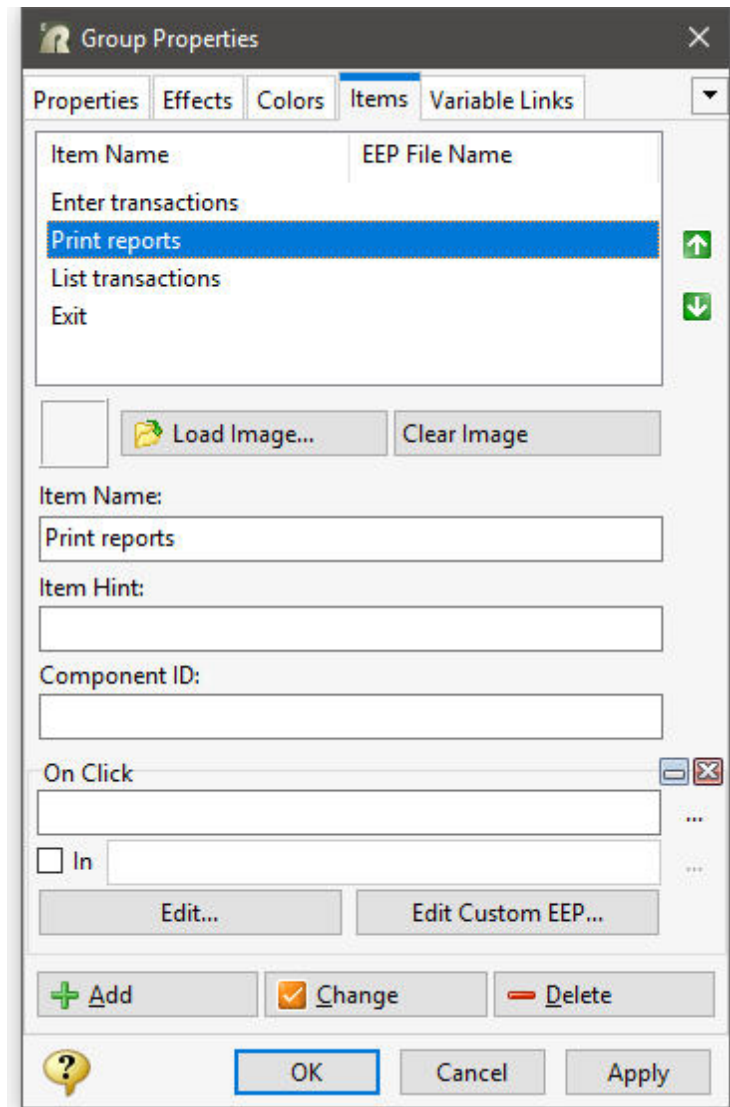 Group Properties
Properties Effects Colors Items Variable Links
Item Name EEP File Name
Enter transactions
Print reports
List transactions
Exit
Load Image... Clear Image
Item Name:
Print reports
Item Hint:
Component ID:
On Click
...
In ...
Edit... Edit Custom EEP...
Add Change Delete
? OK Cancel Apply